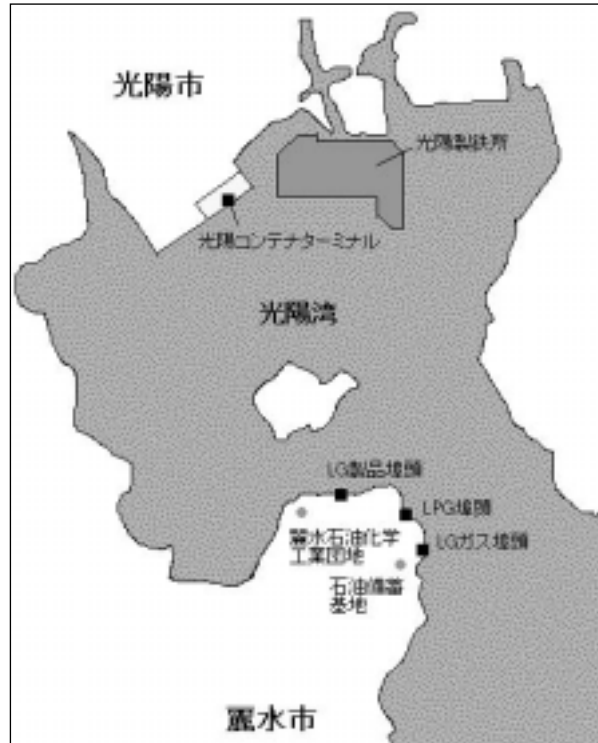 光陽市
光陽製鉄所
光陽コンテナターミナル
光陽湾
LG製品埠頭
LPG埠頭
麗水石油化学
工業団地
LGガス埠頭
石油備蓄
基地
麗水市